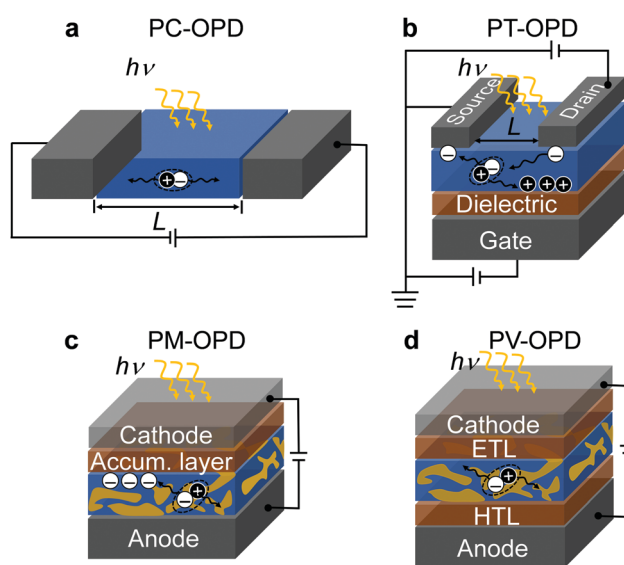 a PC-OPD
hν
L
b PT-OPD
hν
Source
Drain
L
Dielectric
Gate
c PM-OPD
hν
Cathode
Accum. layer
Anode
d PV-OPD
hν
Cathode
ETL
HTL
Anode